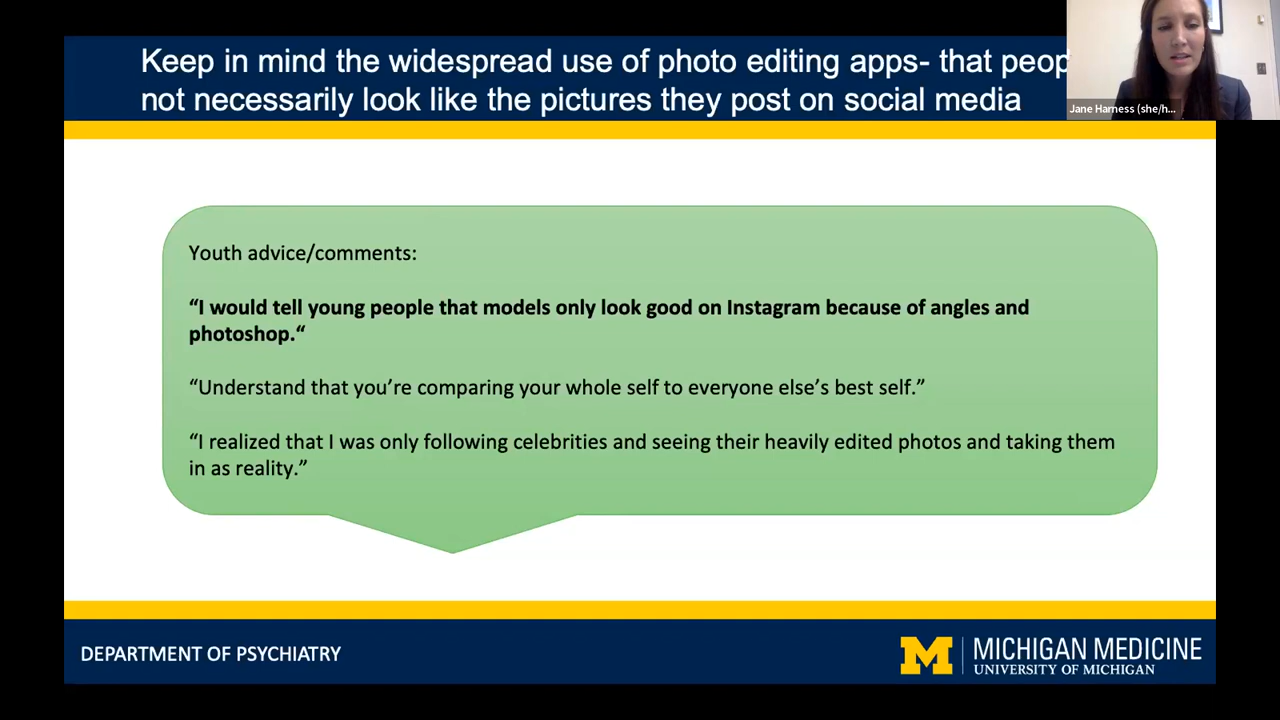 Keep in mind the widespread use of photo editing apps- that peop
not necessarily look like the pictures they post on social media
Jane Harness (she/h...
Youth advice/comments:
“I would tell young people that models only look good on Instagram because of angles and
photoshop.“
“Understand that you’re comparing your whole self to everyone else’s best self.”
“I realized that I was only following celebrities and seeing their heavily edited photos and taking them
in as reality.”
DEPARTMENT OF PSYCHIATRY
M
MICHIGAN MEDICINE
UNIVERSITY OF MICHIGAN